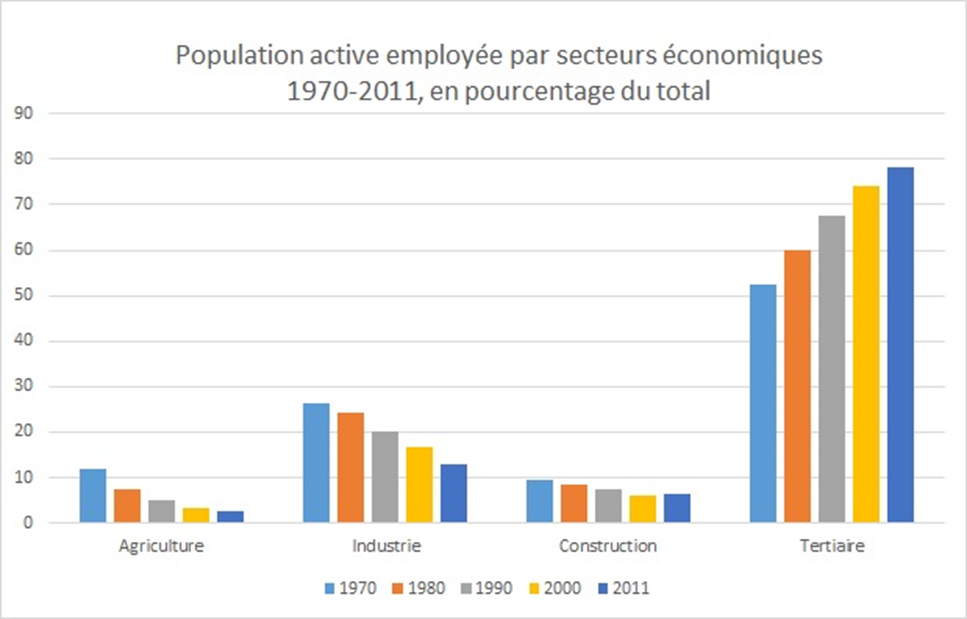 Population active employée par secteurs économiques
1970-2011, en pourcentage du total
90
80
70
60
50
40
30
20
10
0
Agriculture Industrie Construction Tertiaire
1970 1980 1990 2000 2011